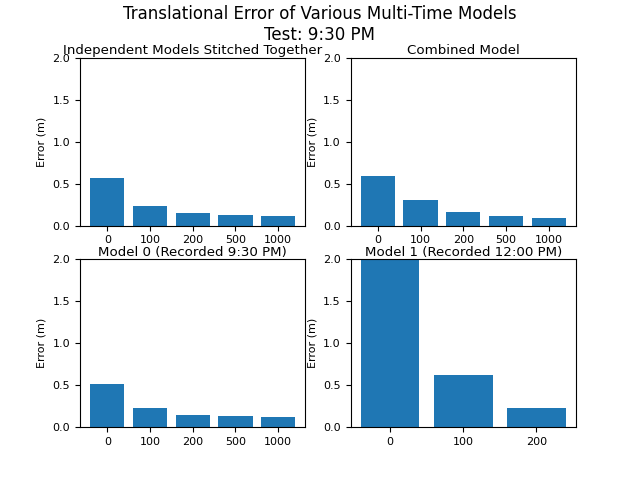 Translational Error of Various Multi-Time Models
Test: 9:30 PM
Independent Models Stitched Together
2.0
1.5
1.0
0.5
0.0
Error (m)
0 100 200 500 1000
Combined Model
2.0
1.5
1.0
0.5
0.0
Error (m)
0 100 200 500 1000
Model 0 (Recorded 9:30 PM)
2.0
1.5
1.0
0.5
0.0
Error (m)
0 100 200 500 1000
Model 1 (Recorded 12:00 PM)
2.0
1.5
1.0
0.5
0.0
Error (m)
0 100 200